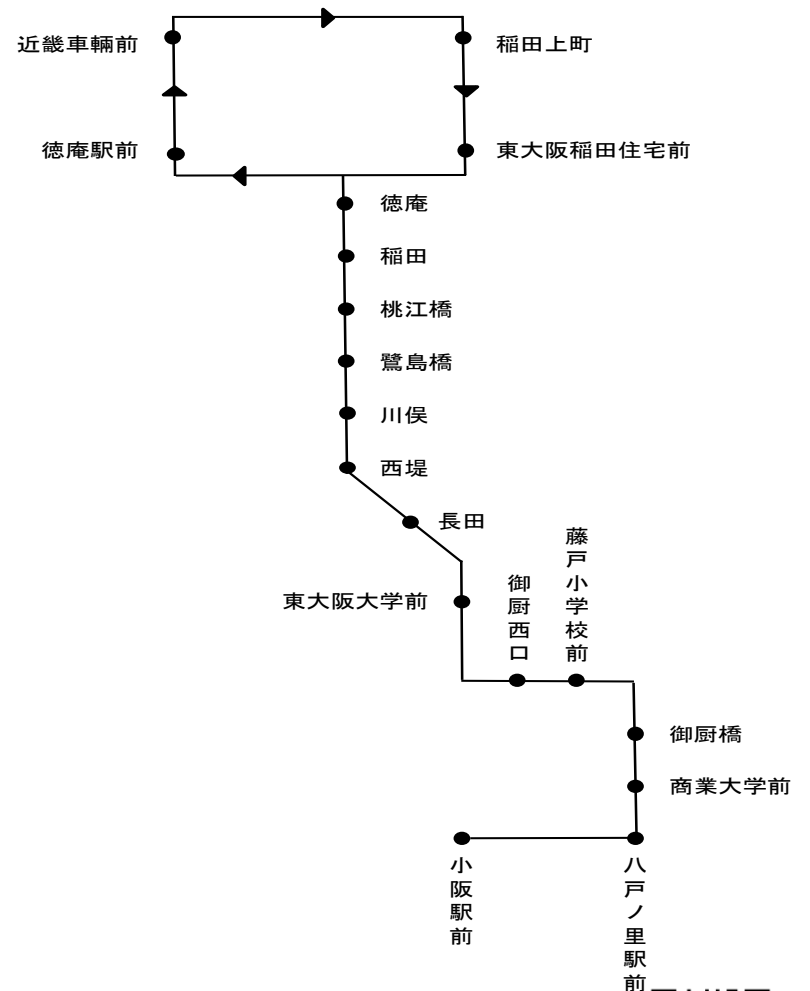 近畿車輛前
稲田上町
徳庵駅前
東大阪稲田住宅前
徳庵
稲田
桃江橋
鷺島橋
川俣
西堤
長田
東大阪大学前
御厨西口
藤戸小学校前
御厨橋
商業大学前
小阪駅前
八戸ノ里駅前